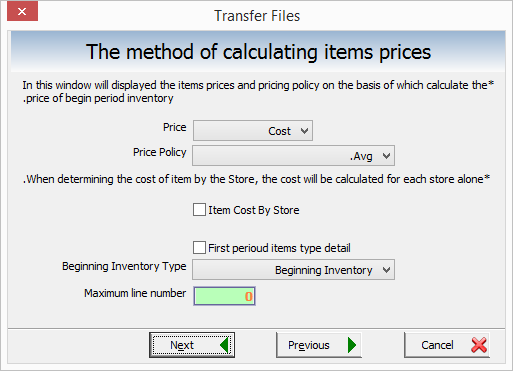 Transfer Files
The method of calculating items prices
In this window will displayed the items prices and pricing policy on the basis of which calculate the*
.price of begin period inventory
Price Cost
Price Policy .Avg
.When determining the cost of item by the Store, the cost will be calculated for each store alone*
Item Cost By Store
First perioud items type detail
Beginning Inventory Type Beginning Inventory
Maximum line number 0
Next Previous Cancel